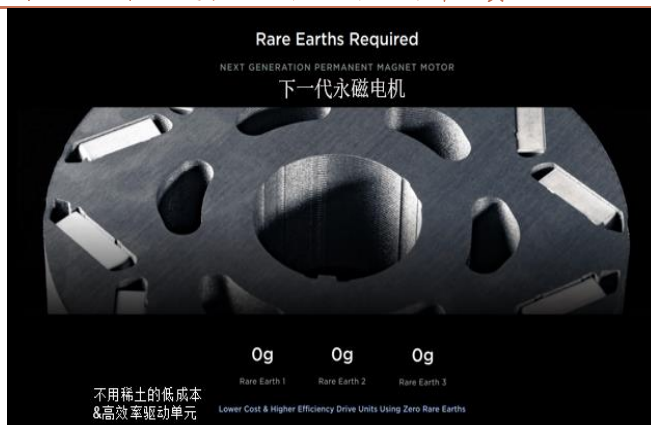 Rare Earths Required
NEXT GENERATION PERMANENT MAGNET MOTOR
下一代永磁电机
0g 0g 0g
Rare Earth 1 Rare Earth 2 Rare Earth 3
不用稀土的低成本
&高效率驱动单元
Lower Cost & Higher Efficiency Drive Units Using Zero Rare Earths